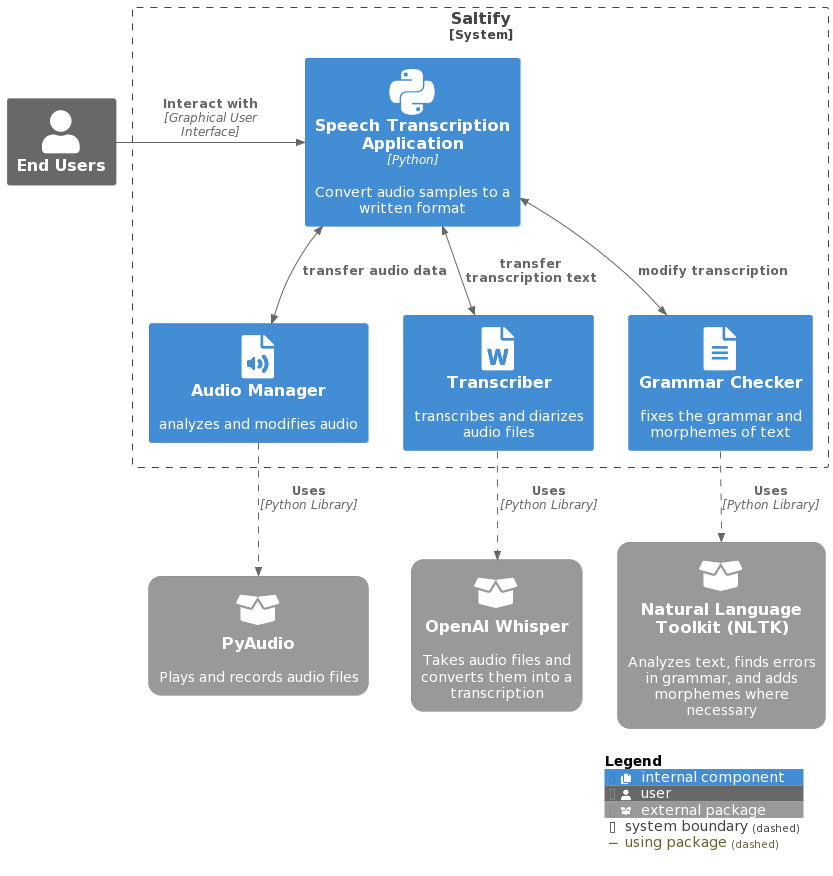 Saltify
[System]
Interact with
[Graphical User
Interface]
End Users
Speech Transcription
Application
[Python]
Convert audio samples to a
written format
transfer audio data
transfer
transcription text
modify transcription
Audio Manager
analyzes and modifies audio
W
Transcriber
transcribes and diarizes
audio files
Grammar Checker
fixes the grammar and
morphemes of text
Uses
[Python Library]
Uses
[Python Library]
Uses
[Python Library]
PyAudio
Plays and records audio files
OpenAI Whisper
Takes audio files and
converts them into a
transcription
Natural Language
Toolkit (NLTK)
Analyzes text, finds errors
in grammar, and adds
morphemes where
necessary
Legend
internal component
user
external package
system boundary (dashed)
using package (dashed)